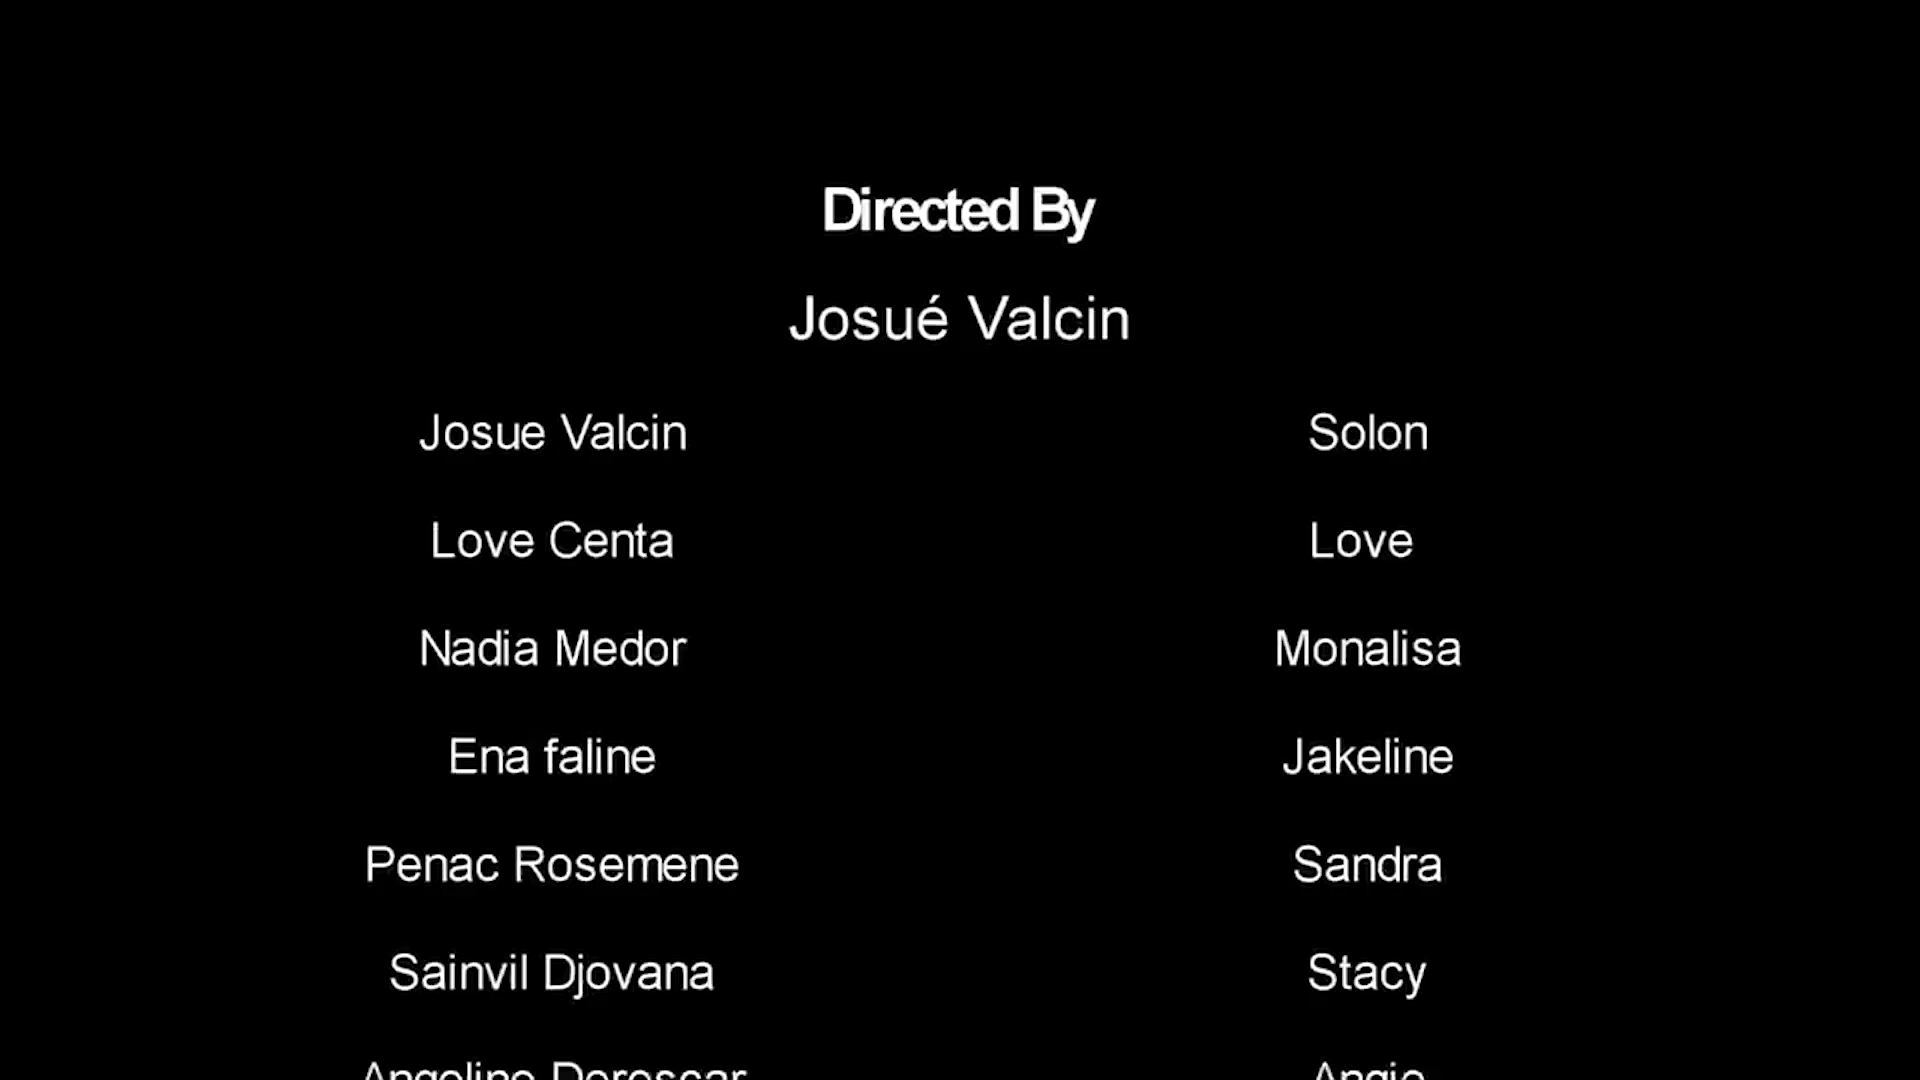 Directed By
Josué Valcin
Josue Valcin Solon
Love Centa Love
Nadia Medor Monalisa
Ena faline Jakeline
Penac Rosemene Sandra
Sainvil Djovana Stacy
Angie